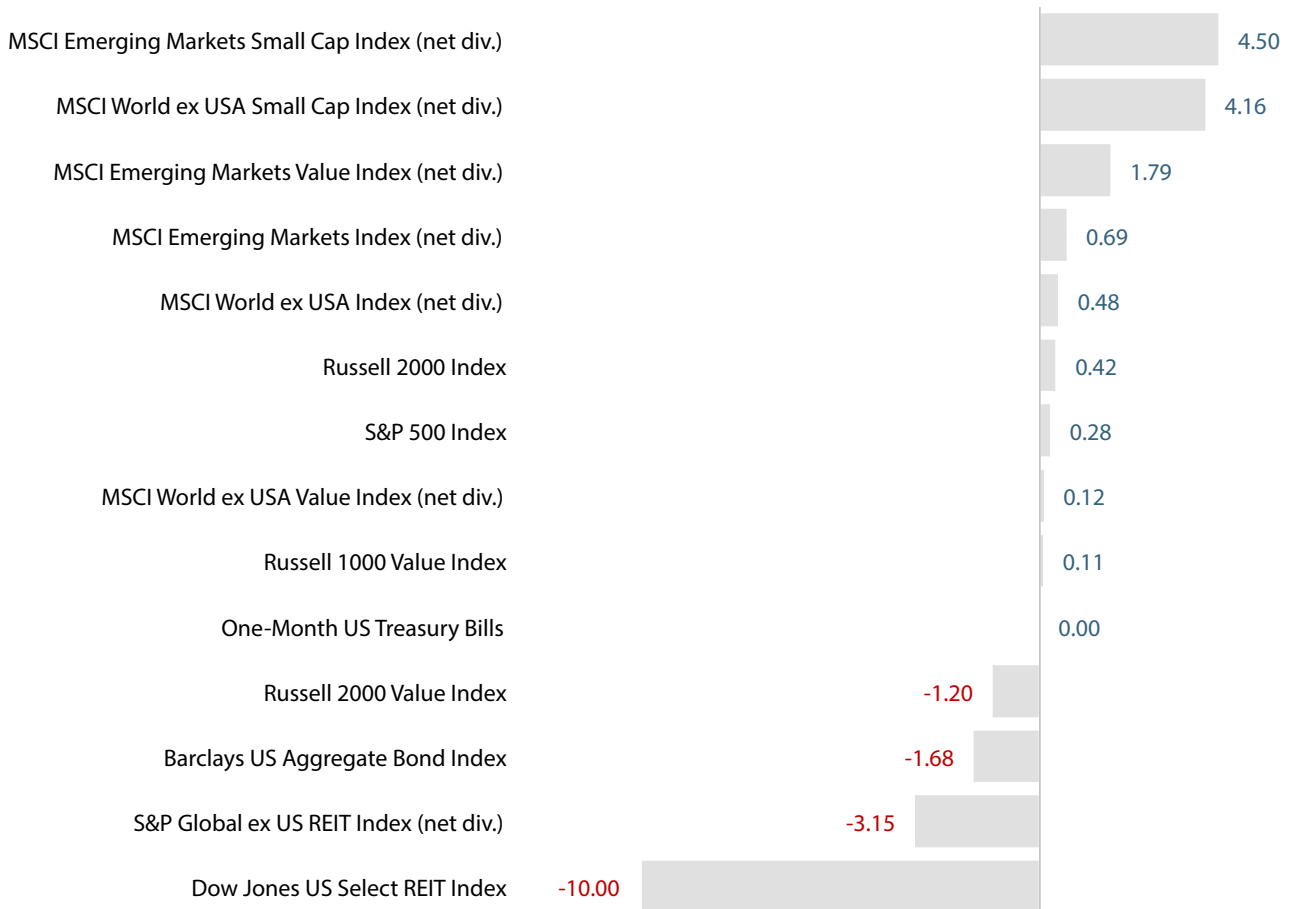 MSCI Emerging Markets Small Cap Index (net div.) 4.50
MSCI World ex USA Small Cap Index (net div.) 4.16
MSCI Emerging Markets Value Index (net div.) 1.79
MSCI Emerging Markets Index (net div.) 0.69
MSCI World ex USA Index (net div.) 0.48
Russell 2000 Index 0.42
S&P 500 Index 0.28
MSCI World ex USA Value Index (net div.) 0.12
Russell 1000 Value Index 0.11
One-Month US Treasury Bills 0.00
Russell 2000 Value Index -1.20
Barclays US Aggregate Bond Index -1.68
S&P Global ex US REIT Index (net div.) -3.15
Dow Jones US Select REIT Index -10.00